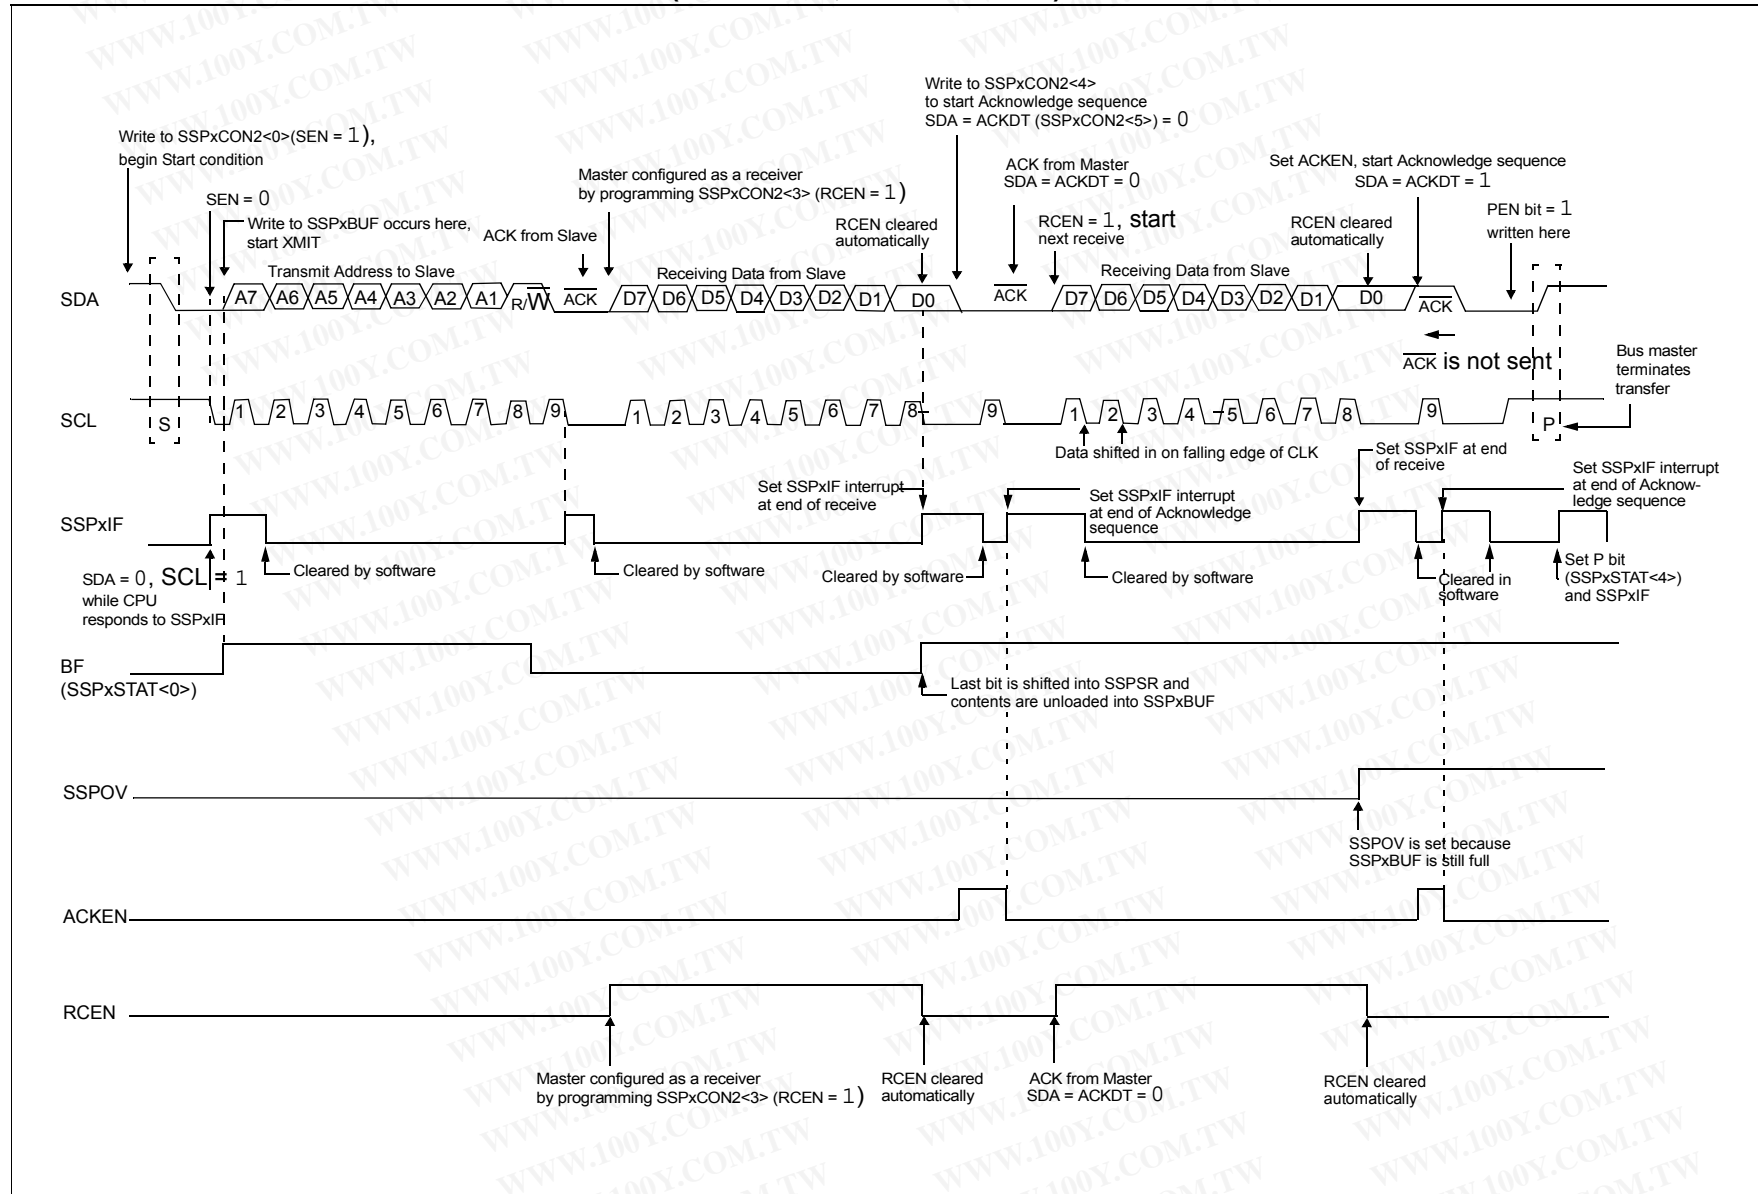 Write to SSPxCON2<4>
to start Acknowledge sequence
SDA = ACKDT (SSPxCON2<5>) = 0
Write to SSPxCON2<0>(SEN = 1),
begin Start condition
SEN = 0
Write to SSPxBUF occurs here,
start XMIT
ACK from Slave
Master configured as a receiver
by programming SSPxCON2<3> (RCEN = 1)
RCEN cleared
automatically
ACK from Master
SDA = ACKDT = 0
RCEN = 1, start
next receive
Set ACKEN, start Acknowledge sequence
SDA = ACKDT = 1
RCEN cleared
automatically
PEN bit = 1
written here
Transmit Address to Slave
Receiving Data from Slave
Receiving Data from Slave
SDA A7 A6 A5 A4 A3 A2 A1 R/W ACK D7 D6 D5 D4 D3 D2 D1 D0 ACK D7 D6 D5 D4 D3 D2 D1 D0 ACK
ACK is not sent
Bus master
terminates
transfer
SCL S 1 2 3 4 5 6 7 8 9 1 2 3 4 5 6 7 8 9 1 2 3 4 5 6 7 8 9 P
Data shifted in on falling edge of CLK
Set SSPxIF at end
of receive
Set SSPxIF interrupt
at end of receive
Set SSPxIF interrupt
at end of Acknowledge
sequence
Set SSPxIF interrupt
at end of Acknow-
ledge sequence
SSPxIF
SDA = 0, SCL = 1
while CPU
responds to SSPxIF
Cleared by software
Cleared by software
Cleared by software
Cleared by software
Cleared in
software
Set P bit
(SSPxSTAT<4>)
and SSPxIF
BF
(SSPxSTAT<0>)
Last bit is shifted into SSPSR and
contents are unloaded into SSPxBUF
SSPOV
SSPOV is set because
SSPxBUF is still full
ACKEN
RCEN
Master configured as a receiver
by programming SSPxCON2<3> (RCEN = 1)
RCEN cleared
automatically
ACK from Master
SDA = ACKDT = 0
RCEN cleared
automatically
WWW.100Y.COM.TW